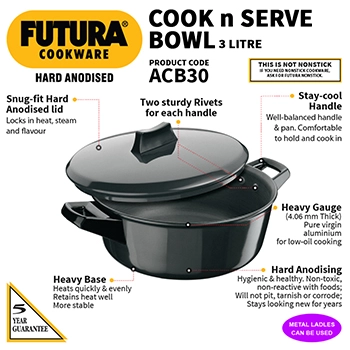 FUTURA®
COOKWARE
HARD ANODISED
COOK n SERVE
BOWL 3 LITRE
PRODUCT CODE
ACB30
THIS IS NOT NONSTICK
IF YOU NEED NONSTICK COOKWARE,
ASK FOR FUTURA NONSTICK.
Snug-fit Hard
Anodised lid
Locks in heat, steam
and flavour
Two sturdy Rivets
for each handle
Stay-cool
Handle
Well-balanced handle
& pan. Comfortable
to hold and cook in
Heavy Gauge
(4.06 mm Thick)
Pure virgin
aluminium
for low-oil cooking
Heavy Base
Heats quickly & evenly
Retains heat well
More stable
Hard Anodising
Hygienic & healthy. Non-toxic,
non-reactive with foods;
Will not pit, tarnish or corrode;
Stays looking new for years
5
YEAR
GUARANTEE
METAL LADLES
CAN BE USED